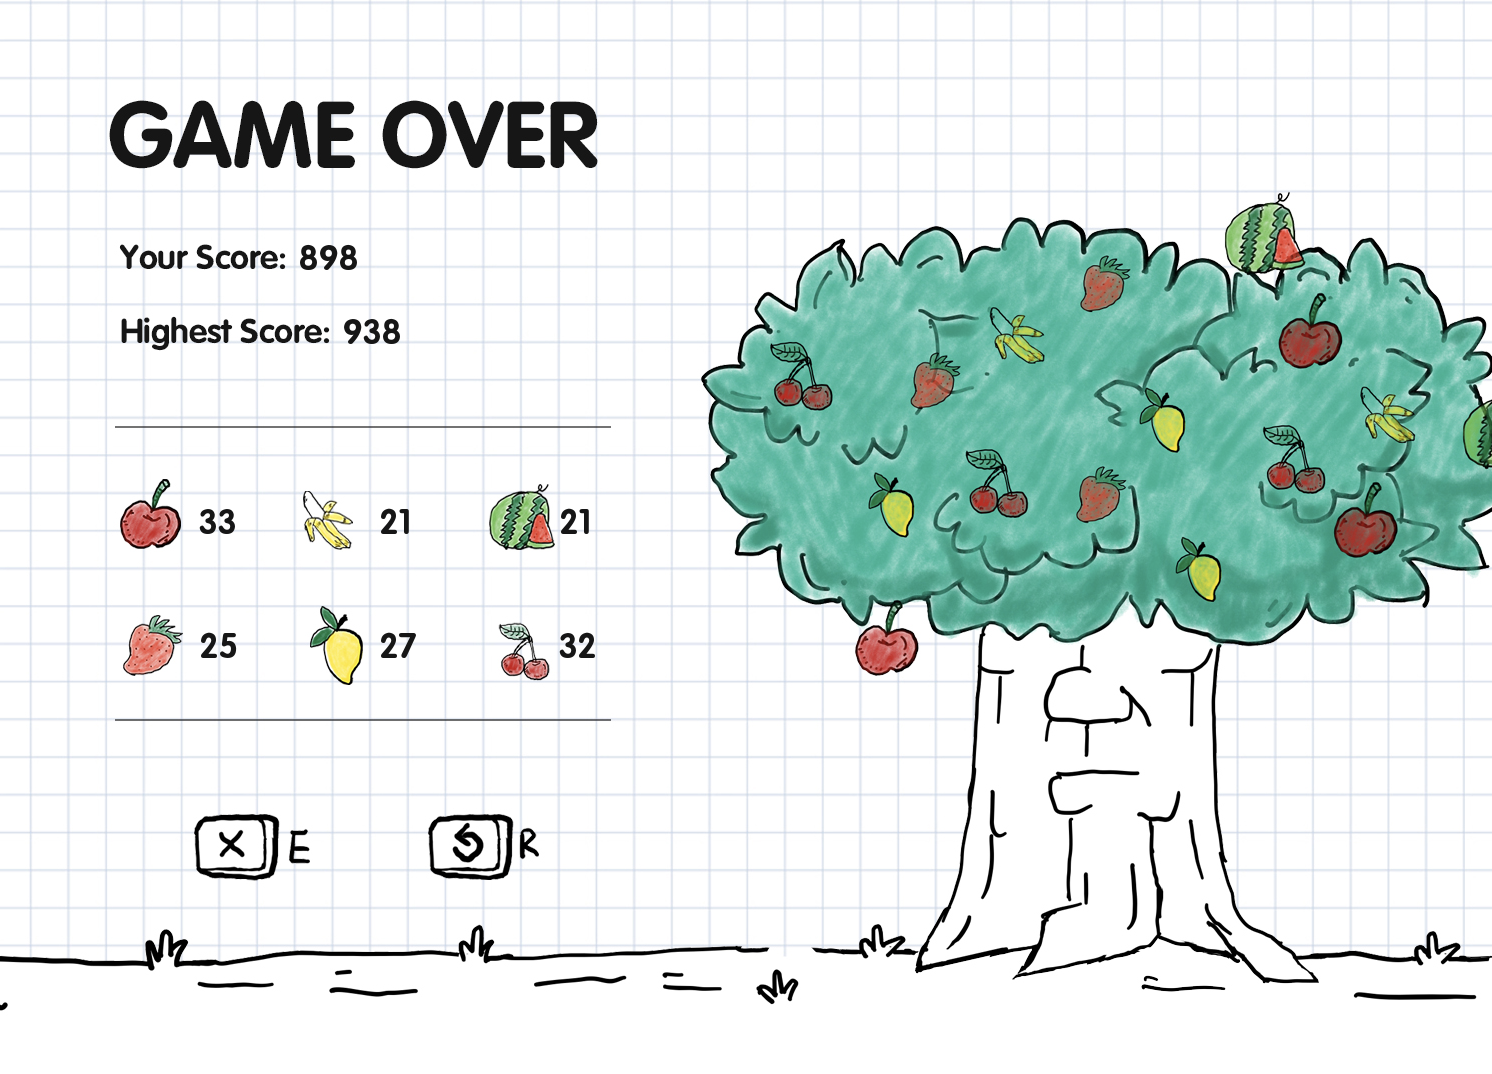 GAME OVER
Your Score: 898
Highest Score: 938
33 21 21
25 27 32
E R